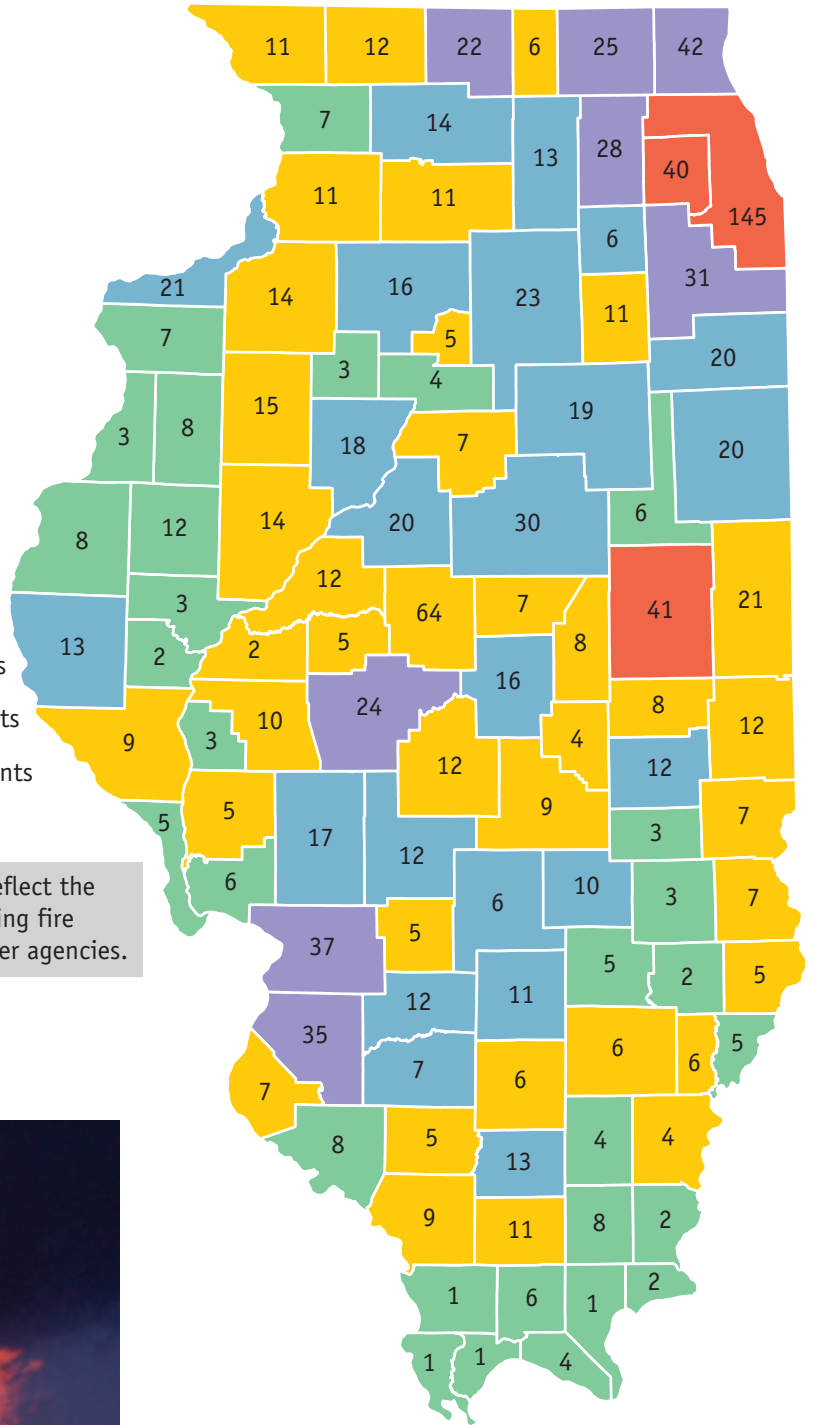 11 12 22 6 25 42
7 14 13 28 40 145
11 11 6 31
21 14 16 23 11
7 5 20
3 4
15 19
3 8 18 7 20
8 12 14 20 30 6
12 7 41 21
3 64 8
13 2 2 5 16
s
24 8 12
ts
9 3 10 12 4 12
nts
5 5 17 12 9 3 7
6 6 10 3 7
eflect the
ing fire
er agencies.
37 5 5 2 5
12 11
35 7 6 6 5
7 6
8 5 13 4 4
9 11 8 2
1 6 1 2
1 1 4